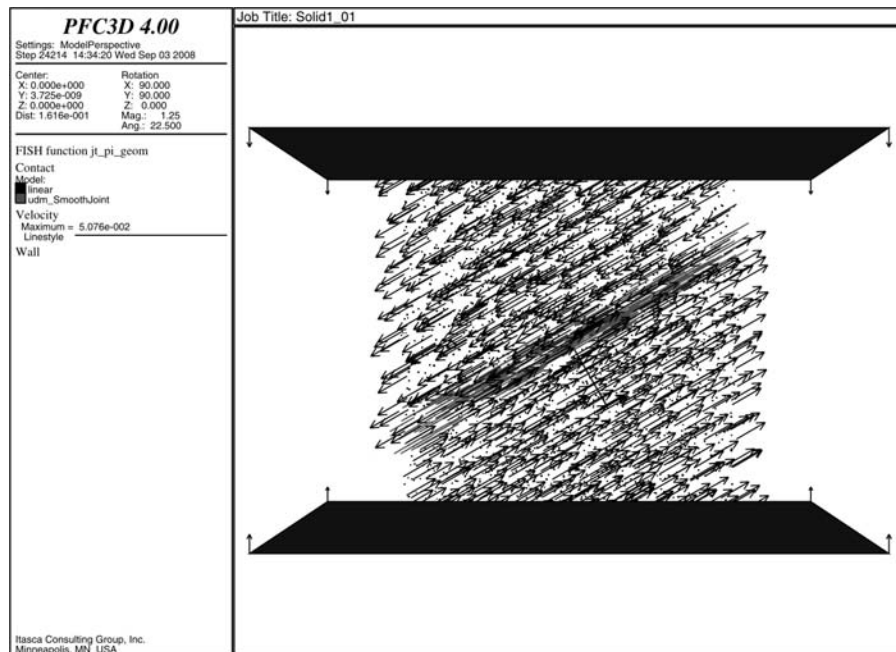 PFC3D 4.00
Job Title: Solid1_01
Settings: ModelPerspective
Step 24214 14:34:20 Wed Sep 03 2008
Center:
X: 0.000e+000
Y: 3.725e-009
Z: 0.000e+000
Dist: 1.616e-001
Rotation
X: 90.000
Y: 90.000
Z: 0.000
Mag.: 1.25
Ang.: 22.500
FISH function jt_pi_geom
Contact
Model:
linear
udm_SmoothJoint
Velocity
Maximum = 5.076e-002
Linestyle
Wall
Itasca Consulting Group, Inc.
Minneapolis, MN USA